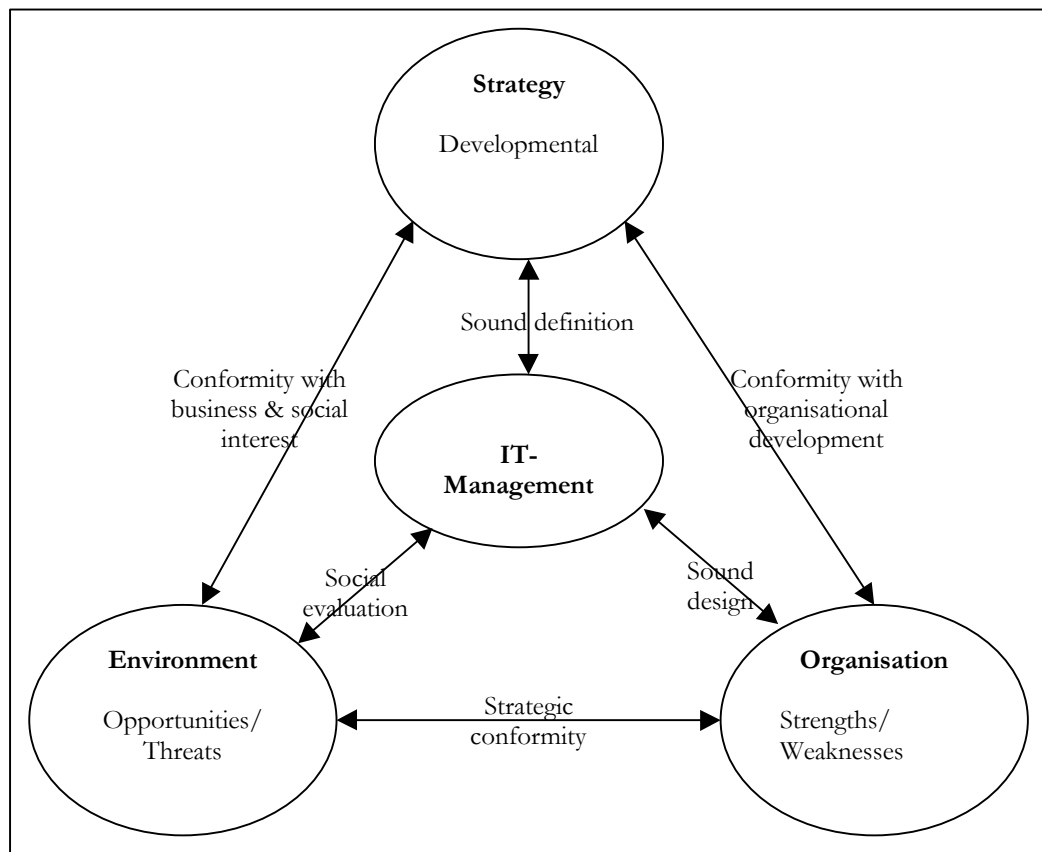 Strategy
Developmental
Sound definition
Conformity with
business & social
interest
Conformity with
organisational
development
IT-
Management
Social
evaluation
Sound
design
Environment
Opportunities/
Threats
Strategic
conformity
Organisation
Strengths/
Weaknesses